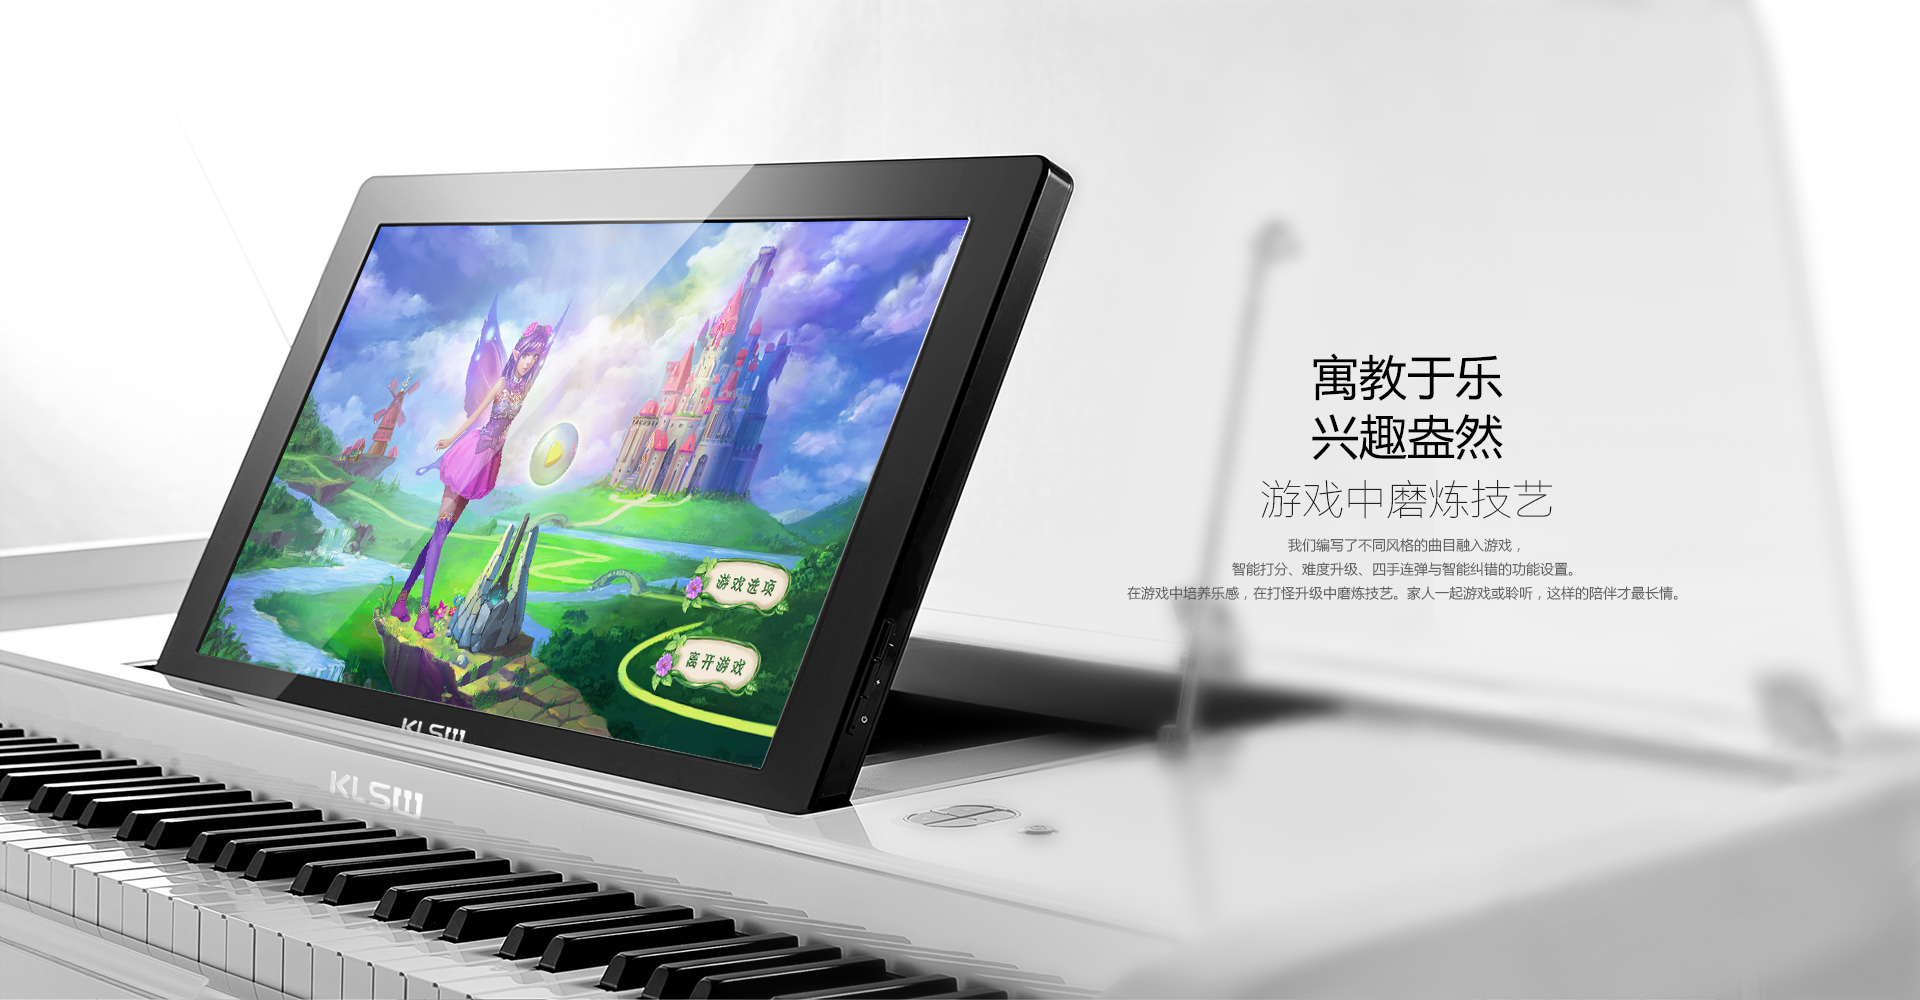 寓教于乐
兴趣盎然
游戏中磨炼技艺
我们编写了不同风格的曲目融入游戏，
智能打分、难度升级、四手连弹与智能纠错的功能设置。
在游戏中培养乐感，在打怪升级中磨炼技艺。家人一起游戏或聆听，这样的陪伴才最长情。
游戏选项
离开游戏